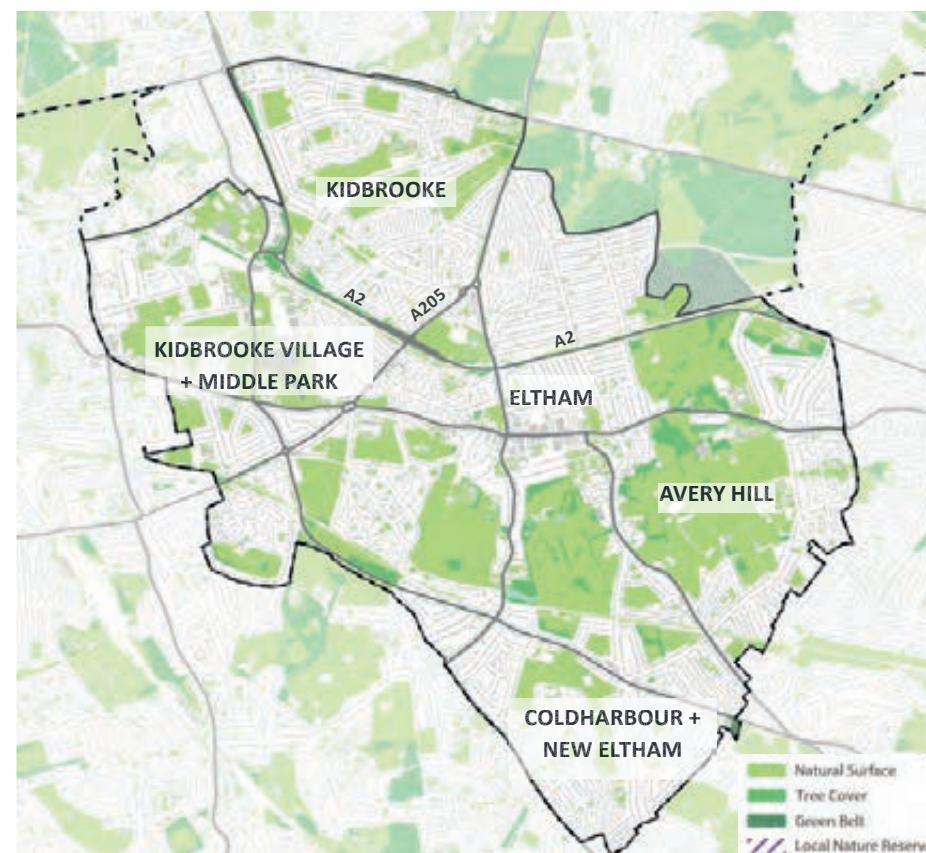 KIDBROOKE
A2
A205
A2
KIDBROOKE VILLAGE
+ MIDDLE PARK
ELTHAM
AVERY HILL
COLDHARBOUR +
NEW ELTHAM
Natural Surface
Tree Cover
Green Belt
Local Nature Reserv